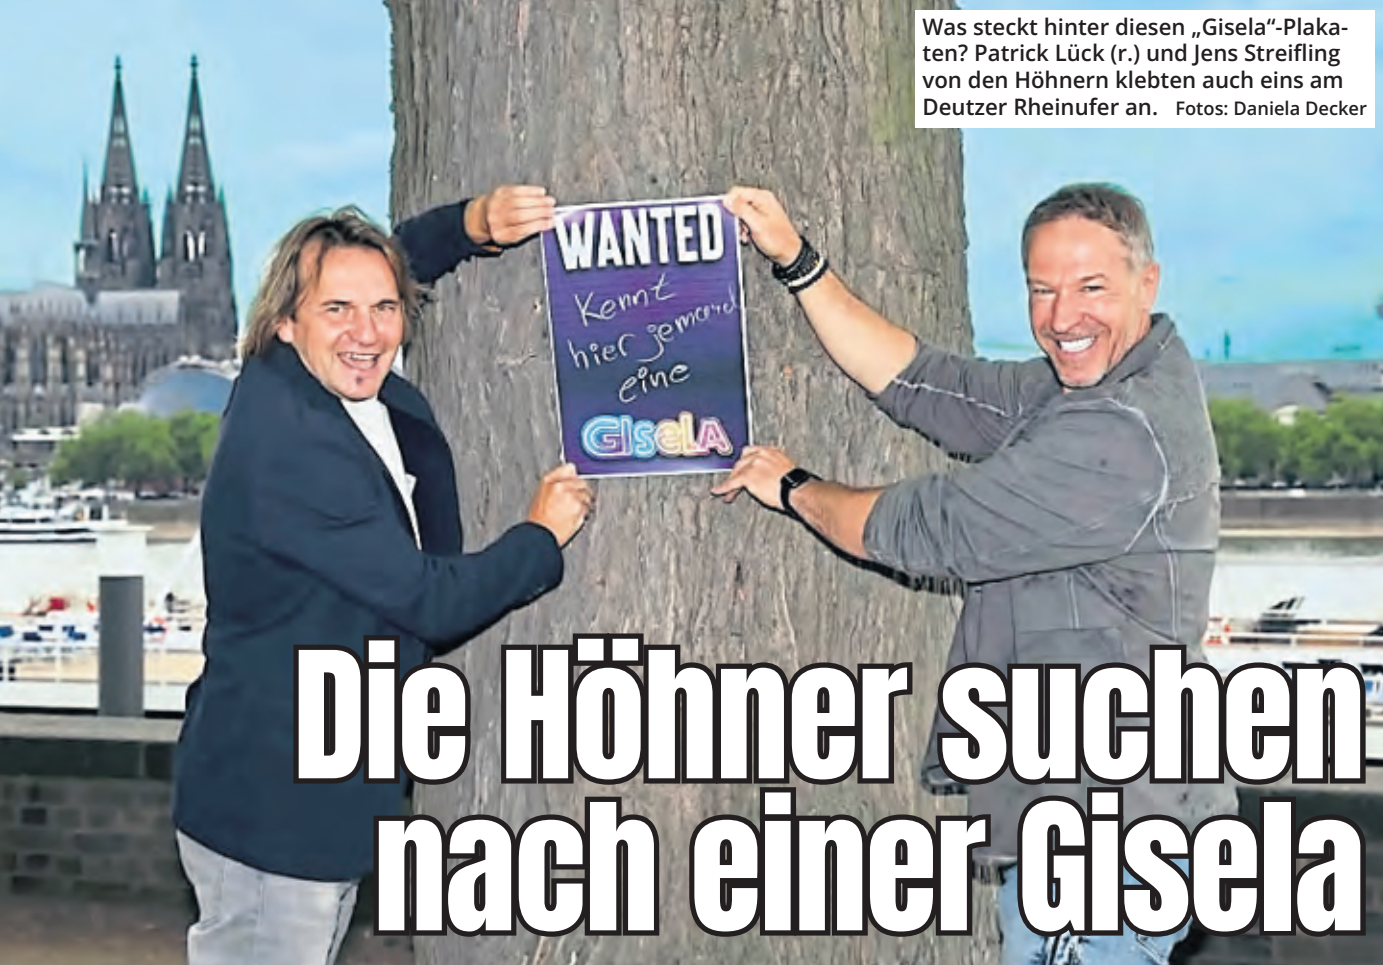 Was steckt hinter diesen „Gisela“-Plaka-
ten? Patrick Lück (r.) und Jens Streifling
von den Höhnern klebten auch eins am
Deutzer Rheinufer an. Fotos: Daniela Decker
WANTED
Kennt
hier jemand
eine
GIseLA
Die Höhner suchen
nach einer Gisela